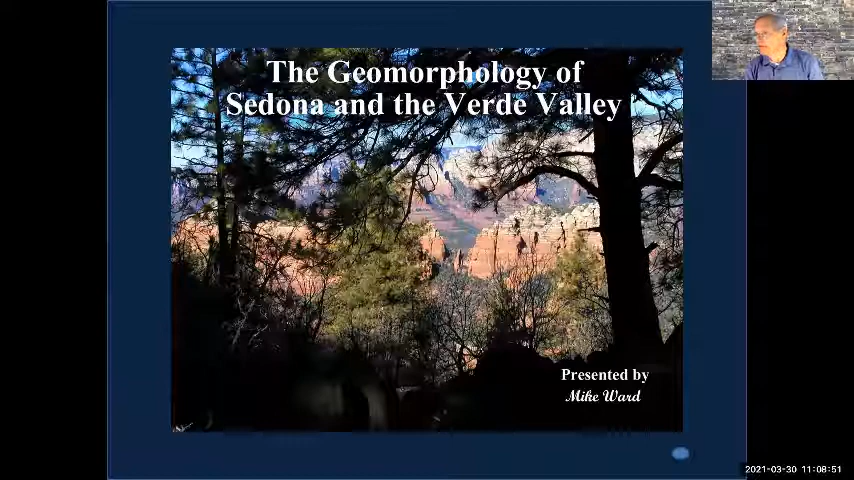 The Geomorphology of
Sedona and the Verde Valley
Presented by
Mike Ward
2021-03-30 11:08:51